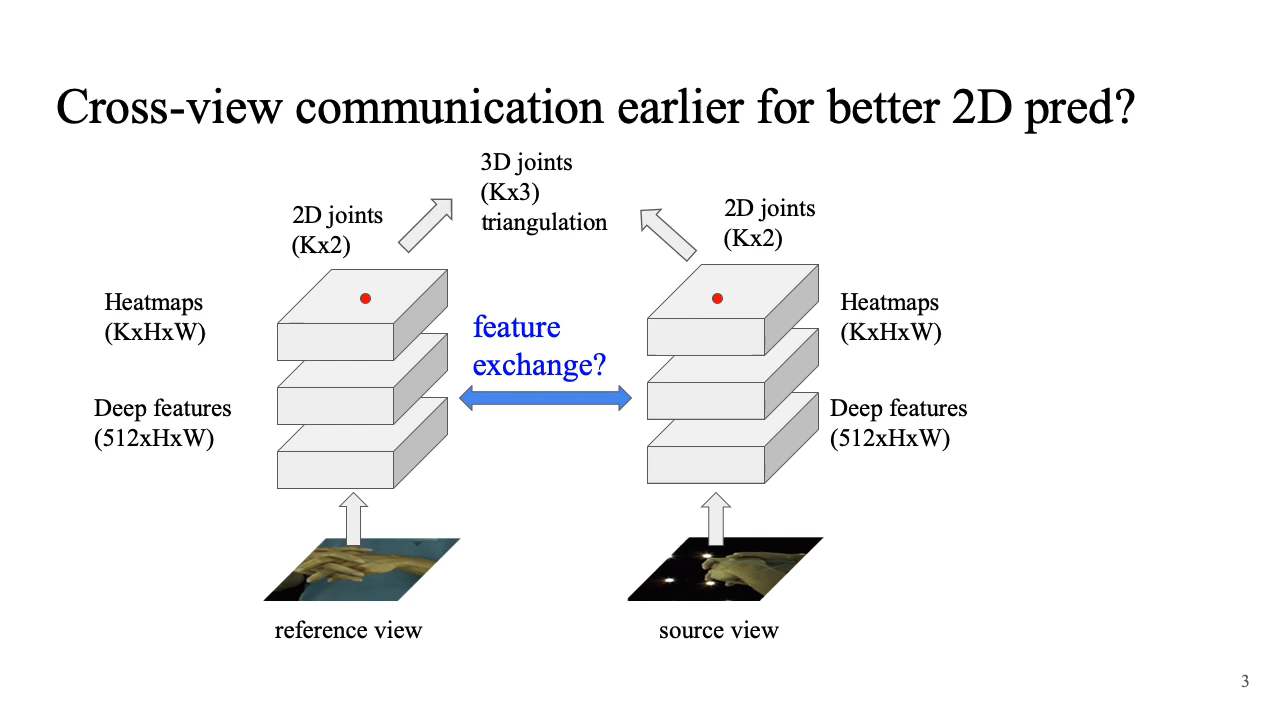 Cross-view communication earlier for better 2D pred?
3D joints
(Kx3)
triangulation
2D joints
(Kx2)
2D joints
(Kx2)
Heatmaps
(KxHxW)
feature
exchange?
Heatmaps
(KxHxW)
Deep features
(512xHxW)
Deep features
(512xHxW)
reference view
source view
3